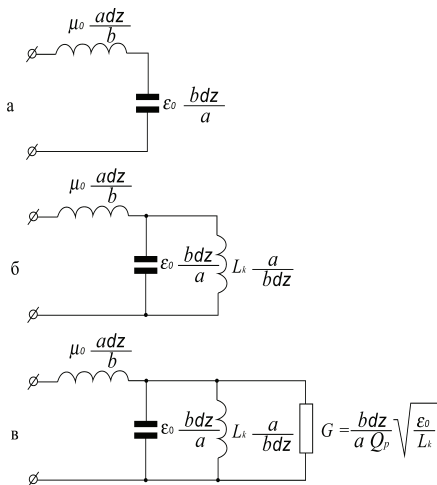 μ₀ adz/b
а
ε₀ bdz/a
μ₀ adz/b
б
ε₀ bdz/a Lₖ a/bdz
μ₀ adz/b
в
ε₀ bdz/a Lₖ a/bdz G = bdz/(a Qₚ) √(ε₀/Lₖ)